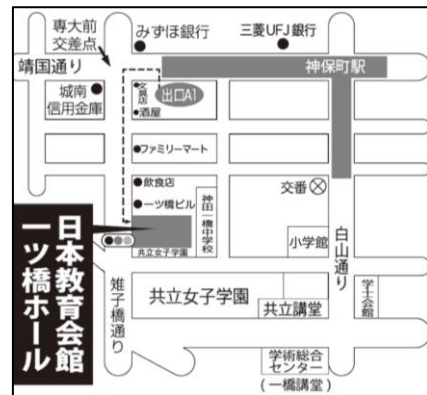 専大前
交差点
みずほ銀行
三菱UFJ銀行
靖国通り
神保町駅
城南
信用金庫
文具店
出口A1
酒屋
ファミリーマート
飲食店
一ツ橋ビル
神田一橋中学校
交番
白山通り
日本教育会館
一ツ橋ホール
共立女子学園
小学館
雉子橋通り
共立女子学園
共立講堂
学士会館
学術総合
センター
(一橋講堂)